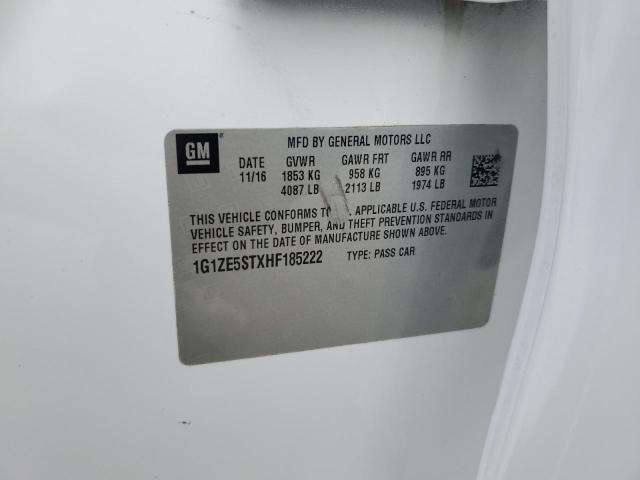 GM
MFD BY GENERAL MOTORS LLC
DATE GVWR GAWR FRT GAWR RR
11/16 1853 KG 958 KG 895 KG
4087 LB 2113 LB 1974 LB
THIS VEHICLE CONFORMS TO APPLICABLE U.S. FEDERAL MOTOR
VEHICLE SAFETY, BUMPER, AND THEFT PREVENTION STANDARDS IN
EFFECT ON THE DATE OF MANUFACTURE SHOWN ABOVE.
1G1ZE5STXHF185222 TYPE: PASS CAR